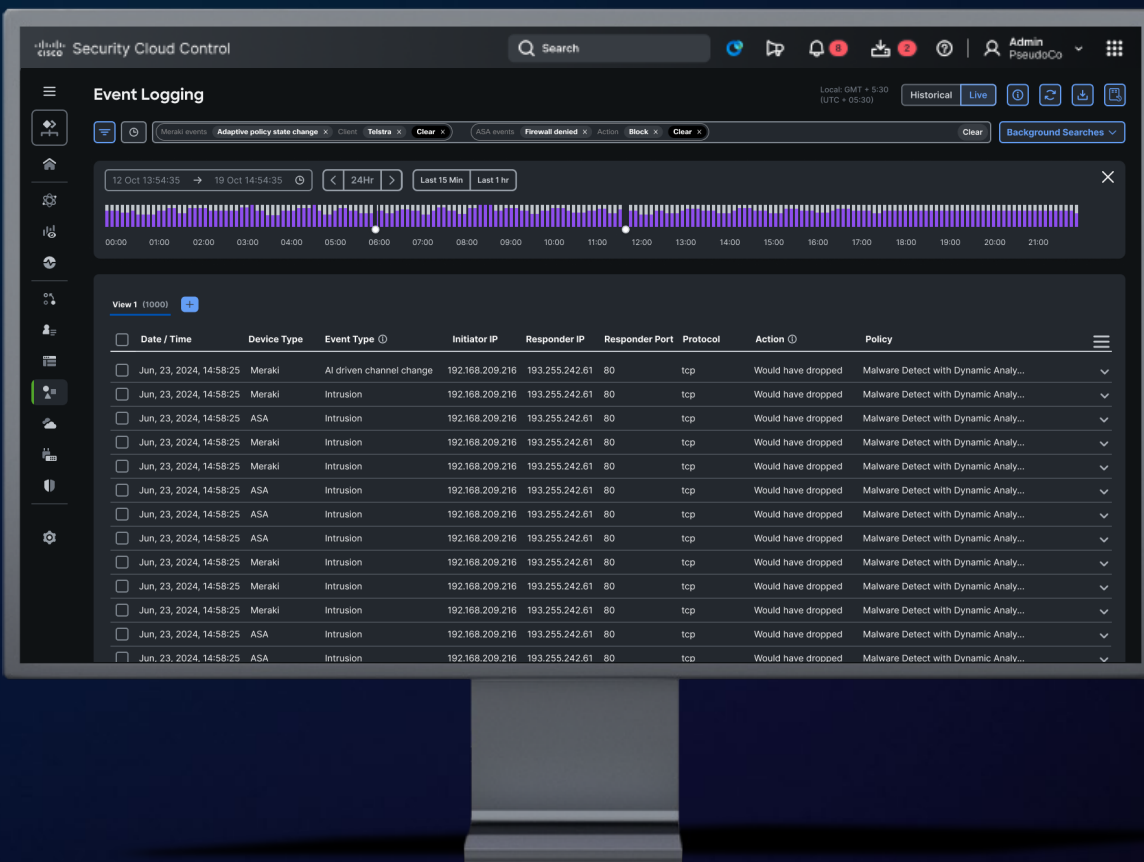 CISCO Security Cloud Control
Search
8
2
Admin
PseudoCo
Event Logging
Local: GMT + 5:30
(UTC + 05:30)
Historical Live
Meraki events Adaptive policy state change × Client Telstra × Clear × ASA events Firewall denied × Action Block × Clear × Clear Background Searches
12 Oct 13:54:35 → 19 Oct 14:54:35 < 24Hr > Last 15 Min Last 1 hr
00:00 01:00 02:00 03:00 04:00 05:00 06:00 07:00 08:00 09:00 10:00 11:00 12:00 13:00 14:00 15:00 16:00 17:00 18:00 19:00 20:00 21:00
View 1 (1000) +
Date / Time Device Type Event Type Initiator IP Responder IP Responder Port Protocol Action Policy
Jun, 23, 2024, 14:58:25 Meraki AI driven channel change 192.168.209.216 193.255.242.61 80 tcp Would have dropped Malware Detect with Dynamic Analy...
Jun, 23, 2024, 14:58:25 Meraki Intrusion 192.168.209.216 193.255.242.61 80 tcp Would have dropped Malware Detect with Dynamic Analy...
Jun, 23, 2024, 14:58:25 ASA Intrusion 192.168.209.216 193.255.242.61 80 tcp Would have dropped Malware Detect with Dynamic Analy...
Jun, 23, 2024, 14:58:25 Meraki Intrusion 192.168.209.216 193.255.242.61 80 tcp Would have dropped Malware Detect with Dynamic Analy...
Jun, 23, 2024, 14:58:25 Meraki Intrusion 192.168.209.216 193.255.242.61 80 tcp Would have dropped Malware Detect with Dynamic Analy...
Jun, 23, 2024, 14:58:25 ASA Intrusion 192.168.209.216 193.255.242.61 80 tcp Would have dropped Malware Detect with Dynamic Analy...
Jun, 23, 2024, 14:58:25 ASA Intrusion 192.168.209.216 193.255.242.61 80 tcp Would have dropped Malware Detect with Dynamic Analy...
Jun, 23, 2024, 14:58:25 ASA Intrusion 192.168.209.216 193.255.242.61 80 tcp Would have dropped Malware Detect with Dynamic Analy...
Jun, 23, 2024, 14:58:25 Meraki Intrusion 192.168.209.216 193.255.242.61 80 tcp Would have dropped Malware Detect with Dynamic Analy...
Jun, 23, 2024, 14:58:25 Meraki Intrusion 192.168.209.216 193.255.242.61 80 tcp Would have dropped Malware Detect with Dynamic Analy...
Jun, 23, 2024, 14:58:25 Meraki Intrusion 192.168.209.216 193.255.242.61 80 tcp Would have dropped Malware Detect with Dynamic Analy...
Jun, 23, 2024, 14:58:25 ASA Intrusion 192.168.209.216 193.255.242.61 80 tcp Would have dropped Malware Detect with Dynamic Analy...
Jun, 23, 2024, 14:58:25 ASA Intrusion 192.168.209.216 193.255.242.61 80 tcp Would have dropped Malware Detect with Dynamic Analy...